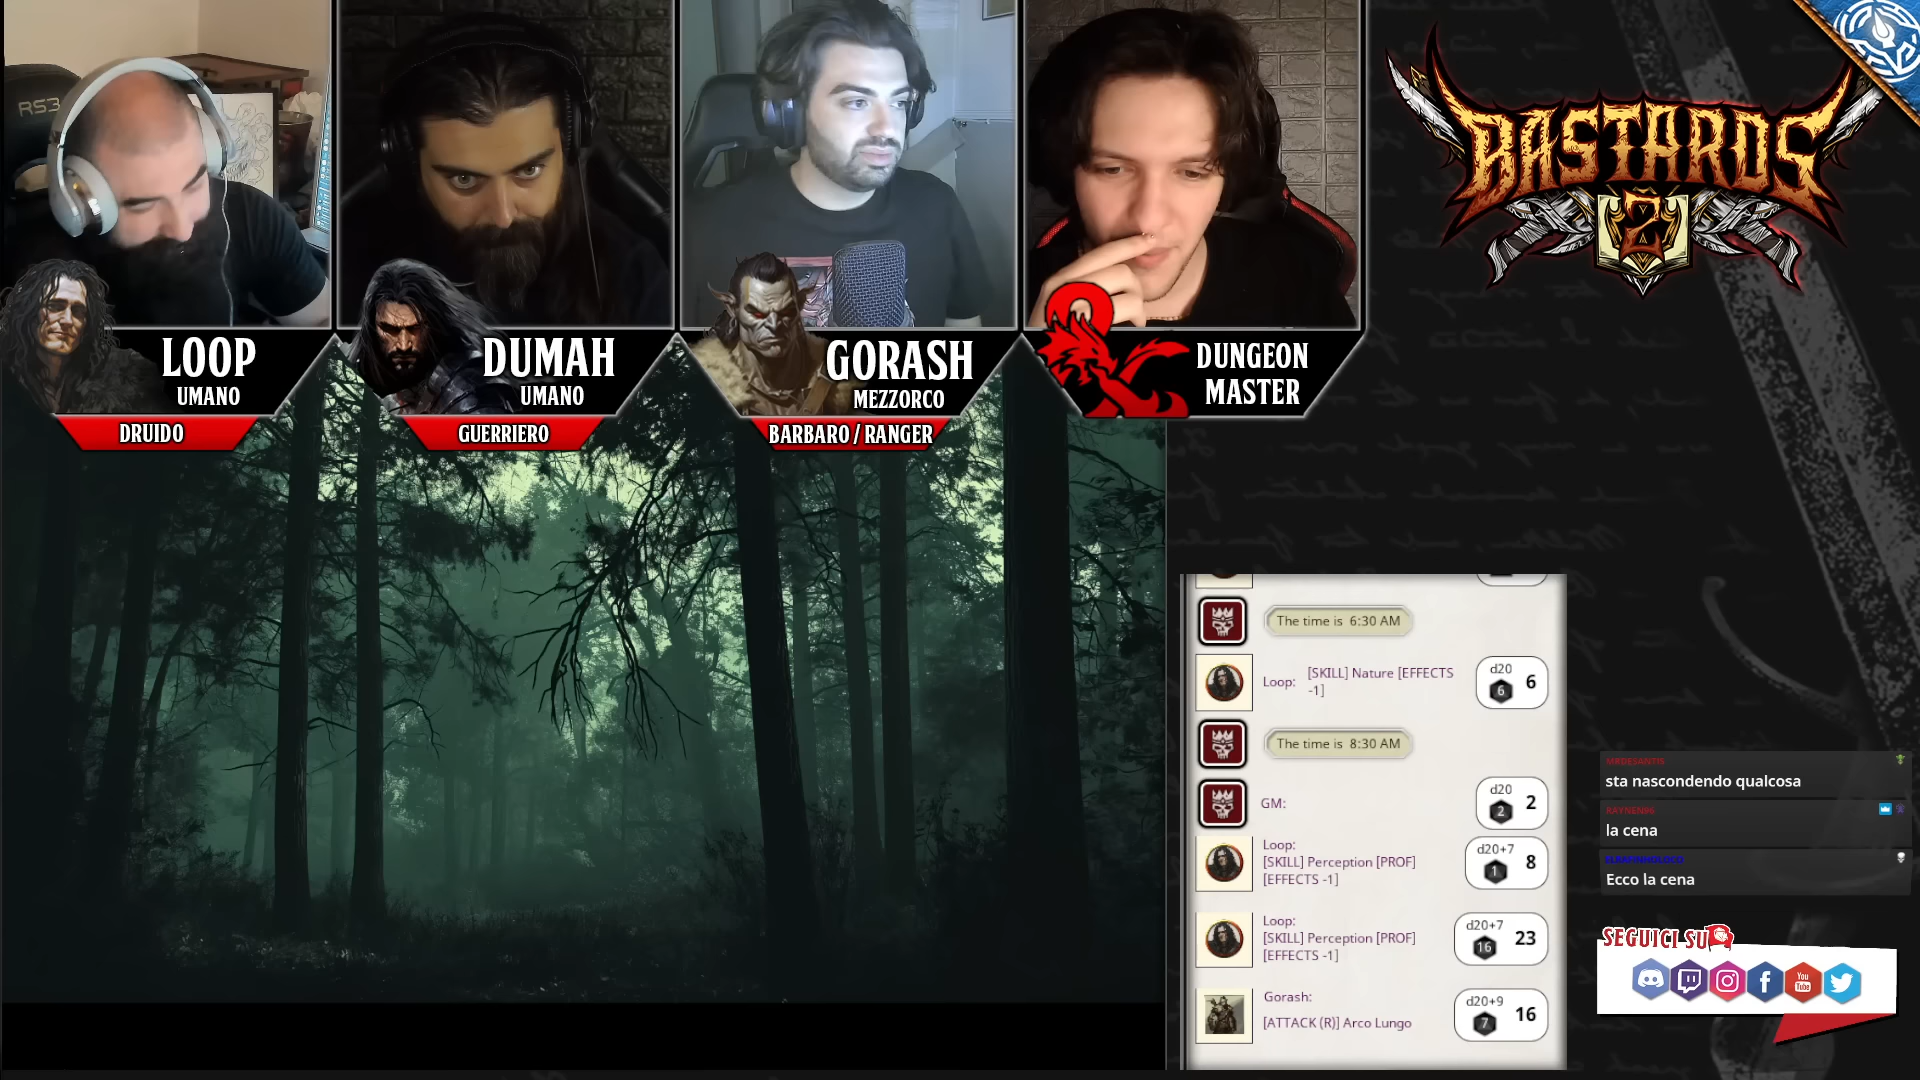 RS3
BASTARDS
2
LOOP
UMANO
DRUIDO
DUMAH
UMANO
GUERRIERO
GORASH
MEZZORCO
BARBARO / RANGER
DUNGEON
MASTER
The time is 6:30 AM
Loop: [SKILL] Nature [EFFECTS
-1]
d20
6
6
The time is 8:30 AM
GM:
d20
2
2
Loop:
[SKILL] Perception [PROF]
[EFFECTS -1]
d20+7
1
8
Loop:
[SKILL] Perception [PROF]
[EFFECTS -1]
d20+7
16
23
Gorash:
[ATTACK (R)] Arco Lungo
d20+9
7
16
MRDESANTIS
sta nascondendo qualcosa
la cena
Ecco la cena
SEGUICI SU
You
Tube